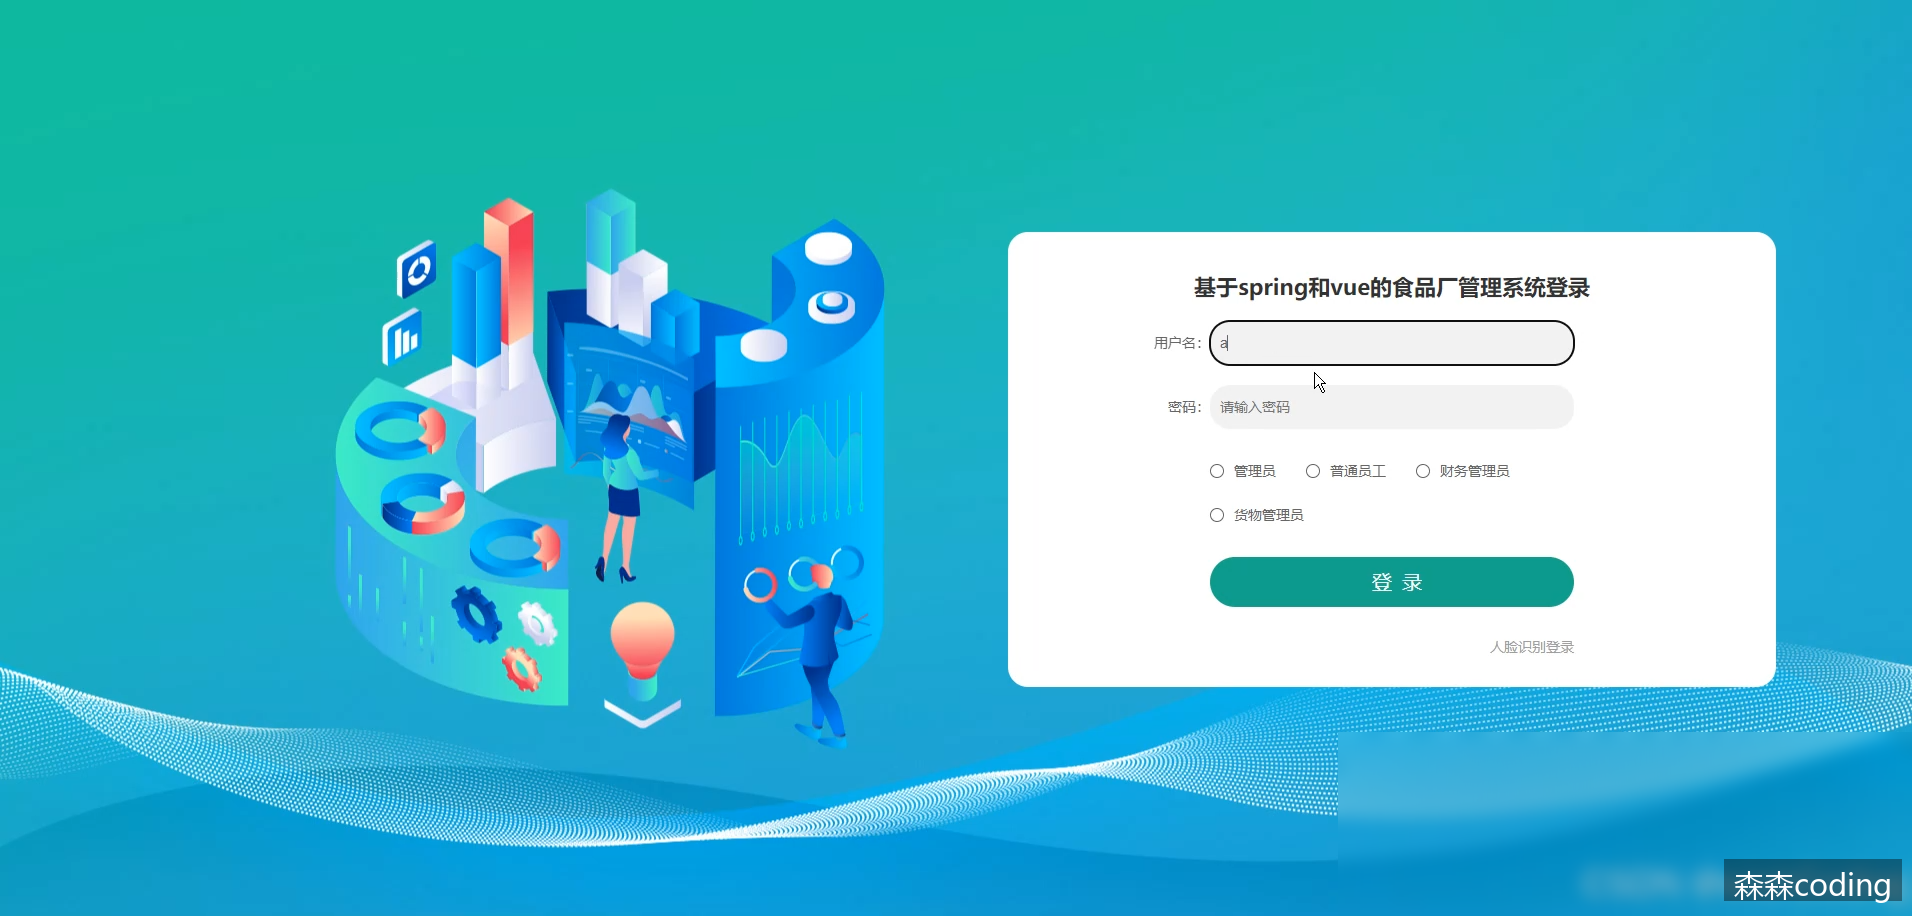 基于spring和vue的食品厂管理系统登录
用户名： a
密码： 请输入密码
管理员 普通员工 财务管理员
货物管理员
登 录
人脸识别登录
森森coding